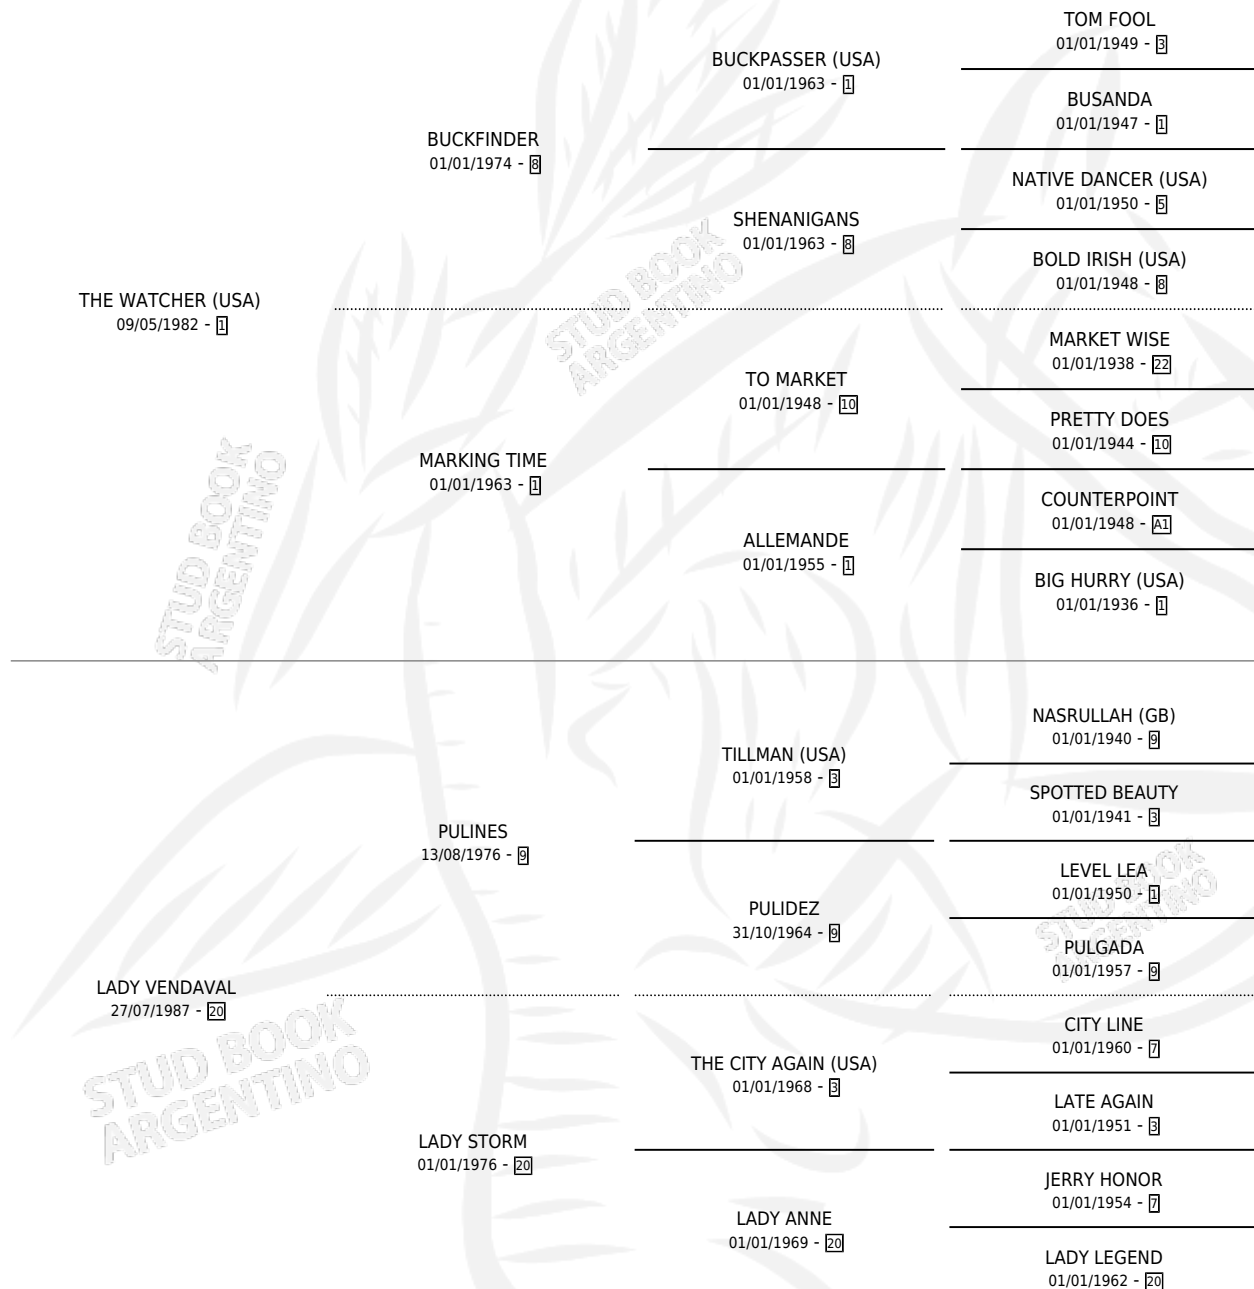 THE WATCHER (USA)
09/05/1982 - 1
BUCKFINDER
01/01/1974 - 8
MARKING TIME
01/01/1963 - 1
BUCKPASSER (USA)
01/01/1963 - 1
SHENANIGANS
01/01/1963 - 8
TO MARKET
01/01/1948 - 10
ALLEMANDE
01/01/1955 - 1
TOM FOOL
01/01/1949 - 3
BUSANDA
01/01/1947 - 1
NATIVE DANCER (USA)
01/01/1950 - 5
BOLD IRISH (USA)
01/01/1948 - 8
MARKET WISE
01/01/1938 - 22
PRETTY DOES
01/01/1944 - 10
COUNTERPOINT
01/01/1948 - A1
BIG HURRY (USA)
01/01/1936 - 1
LADY VENDAVAL
27/07/1987 - 20
PULINES
13/08/1976 - 9
LADY STORM
01/01/1976 - 20
TILLMAN (USA)
01/01/1958 - 3
PULIDEZ
31/10/1964 - 9
THE CITY AGAIN (USA)
01/01/1968 - 3
LADY ANNE
01/01/1969 - 20
NASRULLAH (GB)
01/01/1940 - 9
SPOTTED BEAUTY
01/01/1941 - 3
LEVEL LEA
01/01/1950 - 1
PULGADA
01/01/1957 - 9
CITY LINE
01/01/1960 - 7
LATE AGAIN
01/01/1951 - 3
JERRY HONOR
01/01/1954 - 7
LADY LEGEND
01/01/1962 - 20
STUD BOOK
ARGENTINO
STUD BOOK
ARGENTINO
STUD BOOK
ARGENTINO
STUD BOOK
ARGENTINO